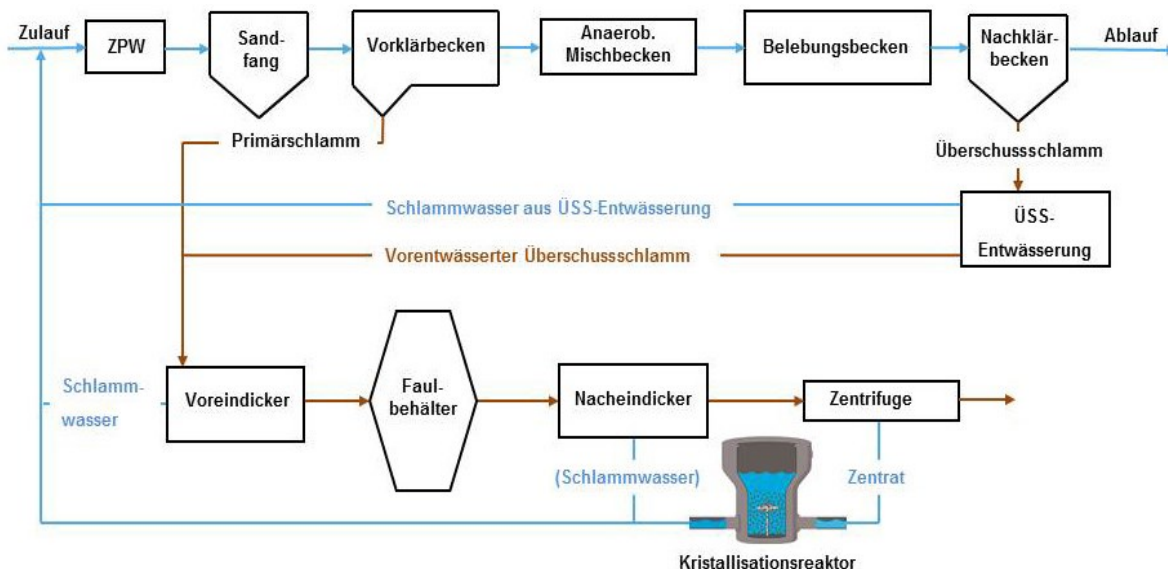 Zulauf
ZPW
Sand-
fang
Vorklärbecken
Anaerob.
Mischbecken
Belebungsbecken
Nachklär-
becken
Ablauf
Primärschlamm
Überschussschlamm
Schlammwasser aus ÜSS-Entwässerung
ÜSS-
Entwässerung
Vorentwässerter Überschussschlamm
Schlamm-
wasser
Voreindicker
Faul-
behälter
Nacheindicker
Zentrifuge
(Schlammwasser)
Zentrat
Kristallisationsreaktor